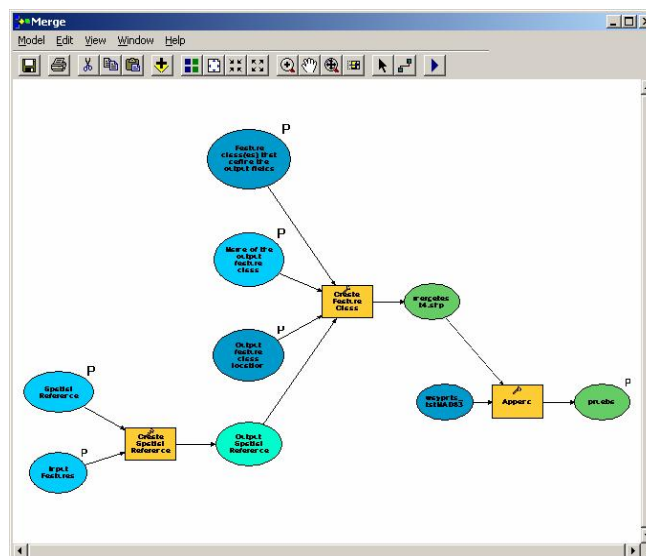 Merge
Model Edit View Window Help
P
Feature
class(es) that
define the
output fields
P
Name of the
output
feature
class
Create
Feature
Class
P
Output
feature
class
location
P
Spatial
Reference
P
Input
Features
Create
Spatial
Reference
Output
Spatial
Reference
Append
P